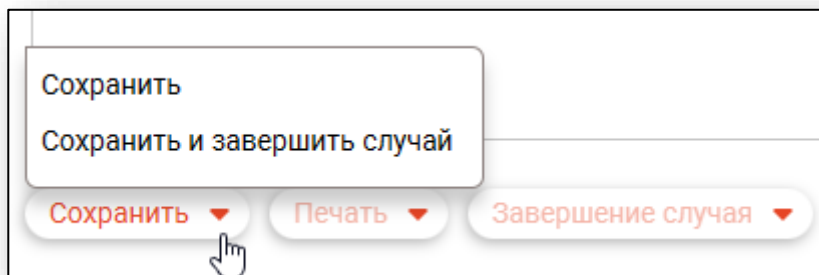 Сохранить
Сохранить и завершить случай
Сохранить Печать Завершение случая